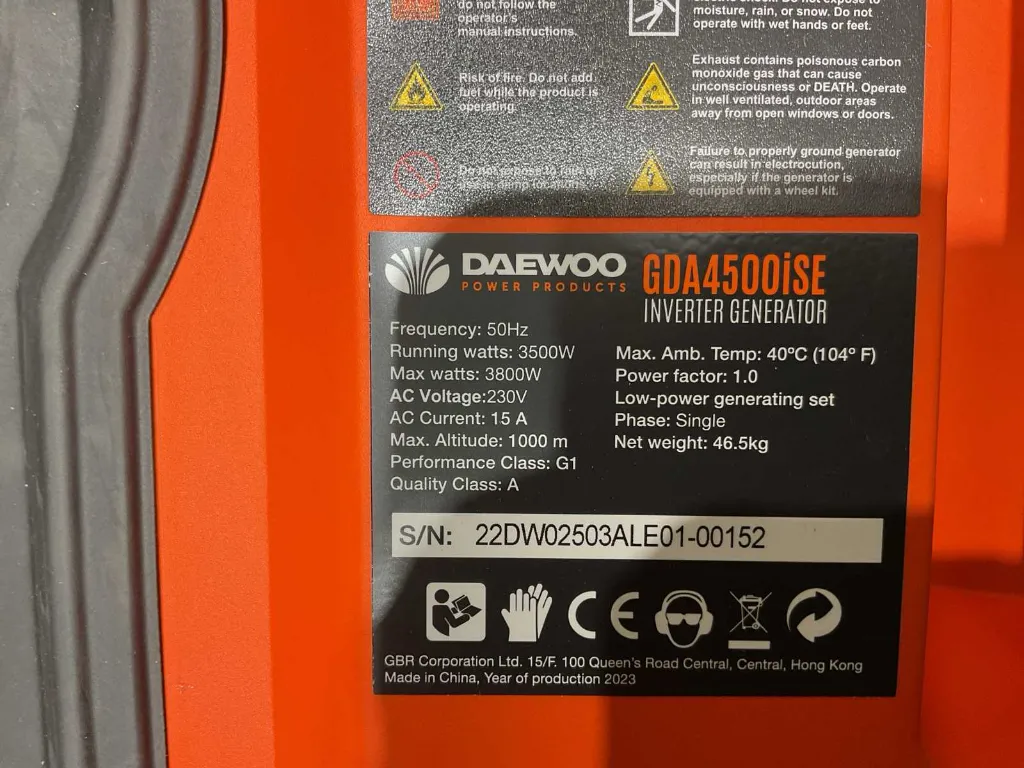 do not follow the
operator's
manual instructions.
moisture, rain, or snow. Do not
operate with wet hands or feet.
Risk of fire. Do not add
fuel while the product is
operating.
Exhaust contains poisonous carbon
monoxide gas that can cause
unconsciousness or DEATH. Operate
in well ventilated, outdoor areas
away from open windows or doors.
Do not expose to rain or
Failure to properly ground generator
can result in electrocution,
especially if the generator is
equipped with a wheel kit.
DAEWOO
POWER PRODUCTS
GDA4500iSE
INVERTER GENERATOR
Frequency: 50Hz
Running watts: 3500W
Max watts: 3800W
AC Voltage:230V
AC Current: 15 A
Max. Altitude: 1000 m
Performance Class: G1
Quality Class: A
Max. Amb. Temp: 40ºC (104º F)
Power factor: 1.0
Low-power generating set
Phase: Single
Net weight: 46.5kg
S/N: 22DW02503ALE01-00152
CE
GBR Corporation Ltd. 15/F. 100 Queen's Road Central, Central, Hong Kong
Made in China, Year of production 2023